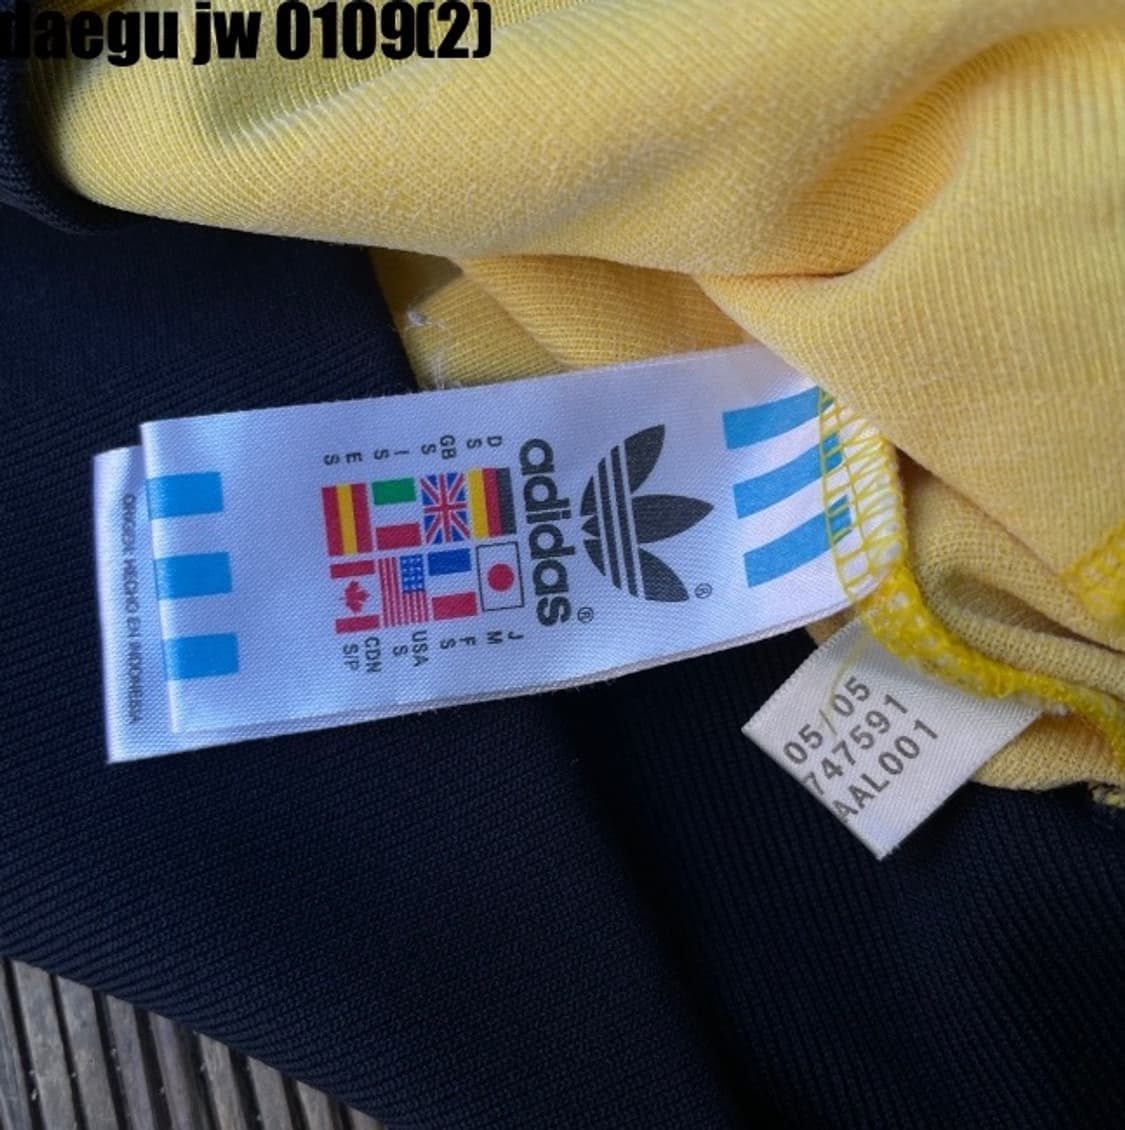 daegu jw 0109(2)
adidas®
®
D S
GB S
I S
E S
J M
F S
USA S
CDN S/P
ORIGEN: HECHO EN INDONESIA
05/05
747591
AAL001